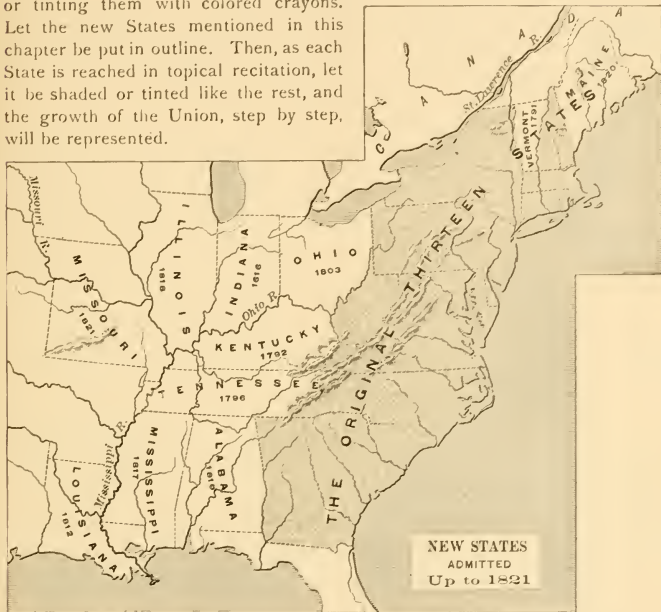 or tinting them with colored crayons.
Let the new States mentioned in this
chapter be put in outline. Then, as each
State is reached in topical recitation, let
it be shaded or tinted like the rest, and
the growth of the Union, step by step,
will be represented.
CANADA
St. Lawrence R.
MAINE
1820
VERMONT
1791
STATES
THE ORIGINAL THIRTEEN
Missouri R.
MISSOURI
1821
ILLINOIS
1818
INDIANA
1816
OHIO
1803
Ohio R.
KENTUCKY
1792
TENNESSEE
1796
Mississippi R.
MISSISSIPPI
1817
ALABAMA
1819
LOUISIANA
1812
NEW STATES
ADMITTED
Up to 1821